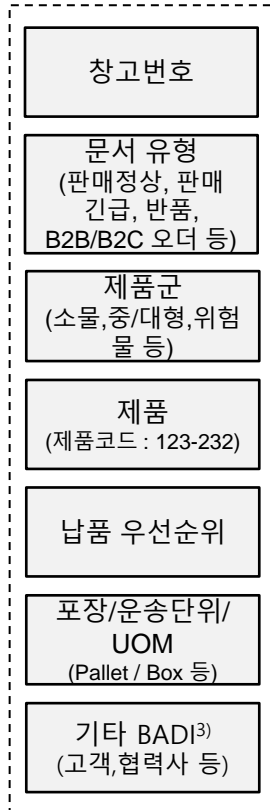 창고번호
문서 유형
(판매정상, 판매
긴급, 반품,
B2B/B2C 오더 등)
제품군
(소물,중/대형,위험
물 등)
제품
(제품코드 : 123-232)
납품 우선순위
포장/운송단위/
UOM
(Pallet / Box 등)
기타 BADI3)
(고객,협력사 등)